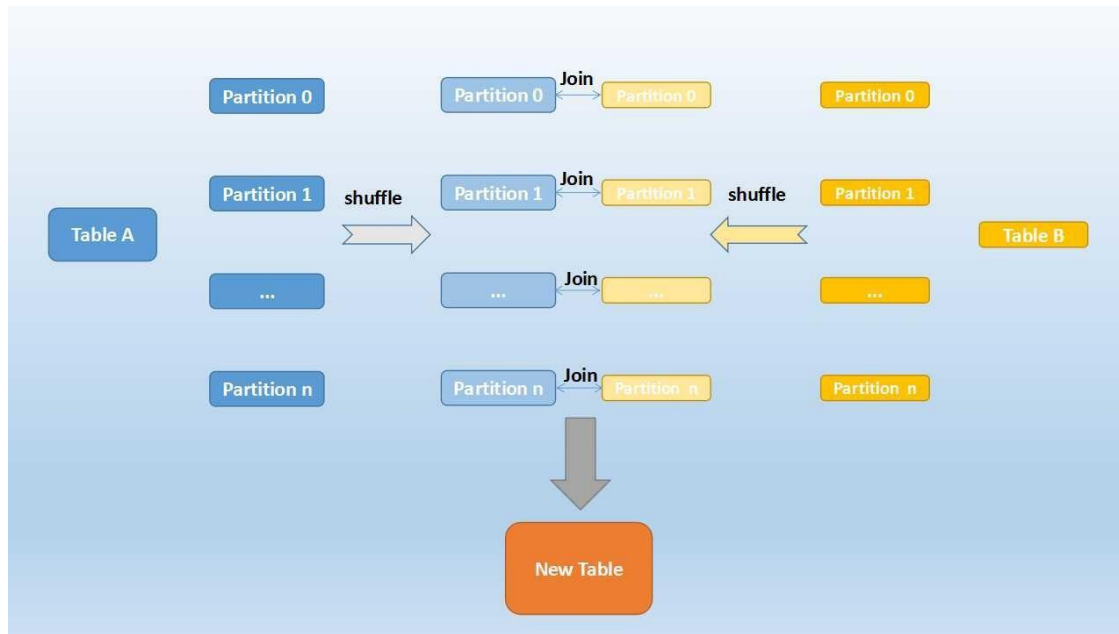 Join
Partition 0
Partition 0
Partition 0
Partition 0
Join
Partition 1
shuffle
Partition 1
Partition 1
shuffle
Partition 1
Table A
Table B
Join
...
...
...
...
Join
Partition n
Partition n
Partition n
Partition n
New Table